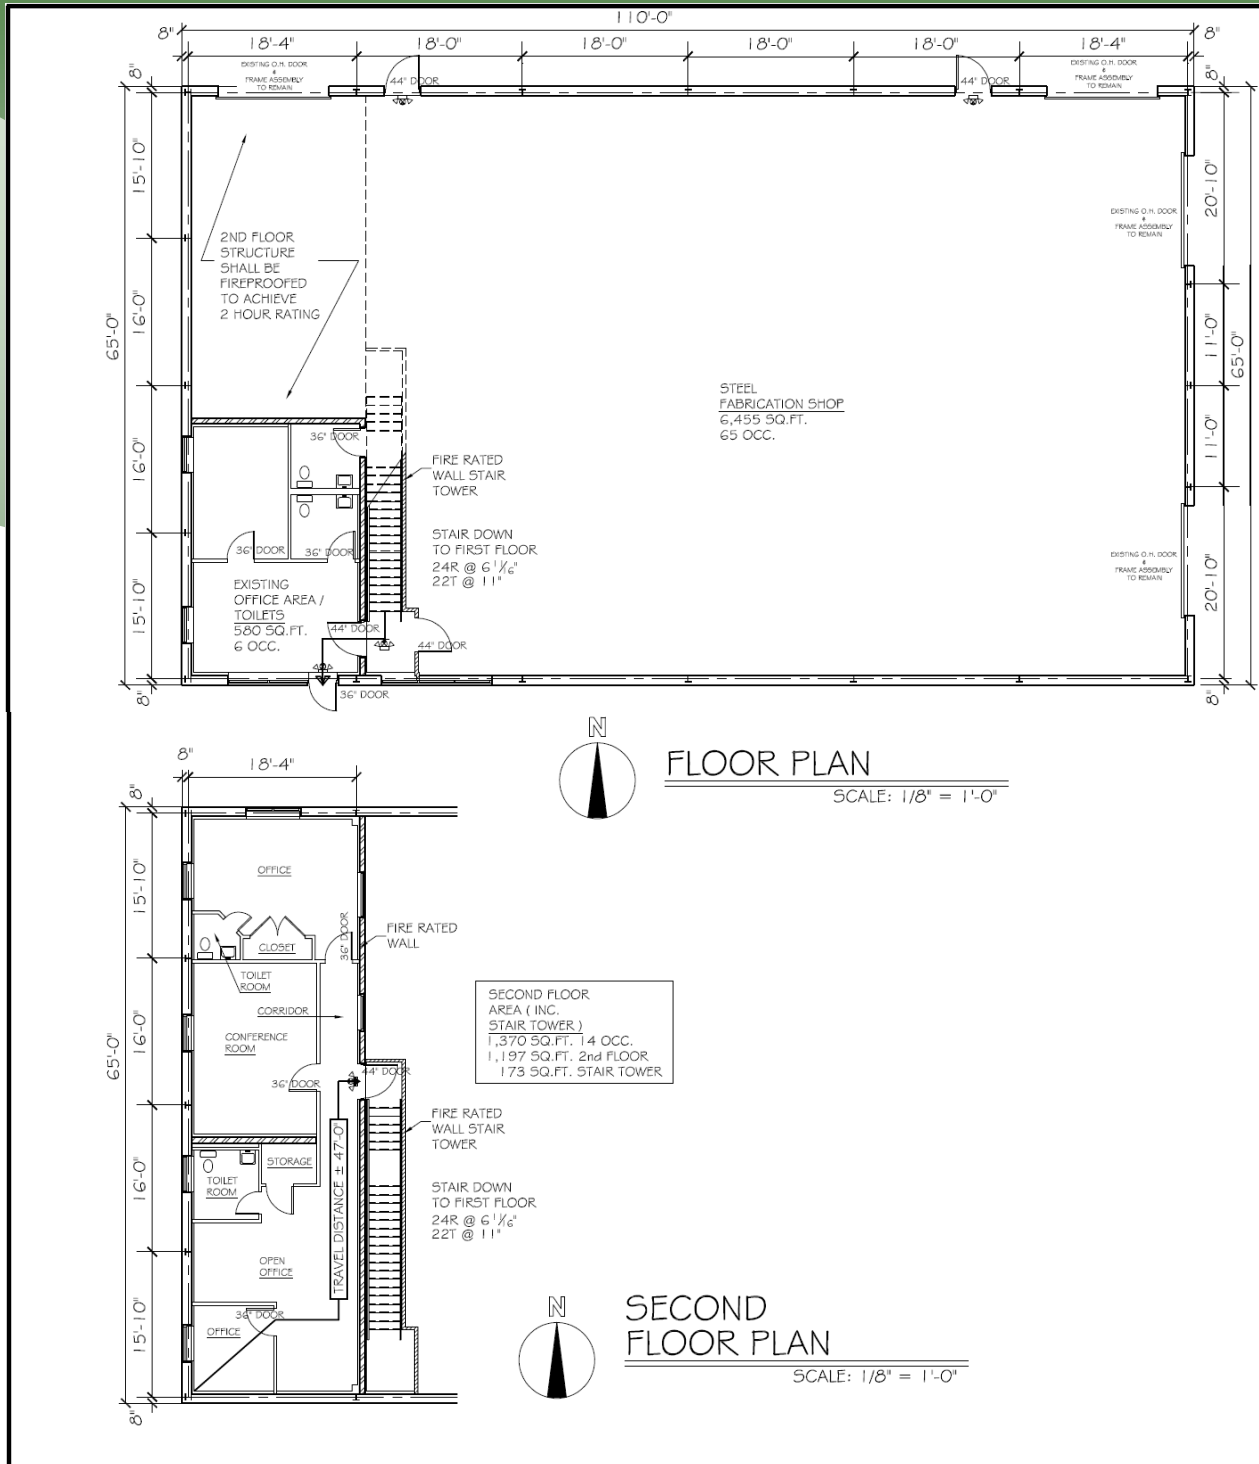 110'-0"
8"
18'-4"
18'-0"
18'-0"
18'-0"
18'-0"
18'-4"
8"
EXISTING O.H. DOOR
&
FRAME ASSEMBLY
TO REMAIN
44" DOOR
44" DOOR
EXISTING O.H. DOOR
&
FRAME ASSEMBLY
TO REMAIN
8"
8"
15'-10"
16'-0"
65'-0"
16'-0"
15'-10"
8"
2ND FLOOR
STRUCTURE
SHALL BE
FIREPROOFED
TO ACHIEVE
2 HOUR RATING
EXISTING O.H. DOOR
&
FRAME ASSEMBLY
TO REMAIN
20'-10"
11'-0"
65'-0"
11'-0"
20'-10"
8"
STEEL
FABRICATION SHOP
6,455 SQ.FT.
65 OCC.
36" DOOR
FIRE RATED
WALL STAIR
TOWER
STAIR DOWN
TO FIRST FLOOR
24R @ 6 1/16"
22T @ 11"
36" DOOR
36" DOOR
EXISTING
OFFICE AREA /
TOILETS
580 SQ.FT.
6 OCC.
44" DOOR
44" DOOR
36" DOOR
EXISTING O.H. DOOR
&
FRAME ASSEMBLY
TO REMAIN
N
FLOOR PLAN
SCALE: 1/8" = 1'-0"
8"
18'-4"
8"
15'-10"
16'-0"
65'-0"
16'-0"
15'-10"
8"
OFFICE
36" DOOR
FIRE RATED
WALL
CLOSET
TOILET
ROOM
CORRIDOR
CONFERENCE
ROOM
SECOND FLOOR
AREA ( INC.
STAIR TOWER )
1,370 SQ.FT. 14 OCC.
1,197 SQ.FT. 2nd FLOOR
173 SQ.FT. STAIR TOWER
36" DOOR
44" DOOR
FIRE RATED
WALL STAIR
TOWER
TRAVEL DISTANCE ± 47'-0"
STORAGE
TOILET
ROOM
STAIR DOWN
TO FIRST FLOOR
24R @ 6 1/16"
22T @ 11"
OPEN
OFFICE
36" DOOR
OFFICE
N
SECOND
FLOOR PLAN
SCALE: 1/8" = 1'-0"